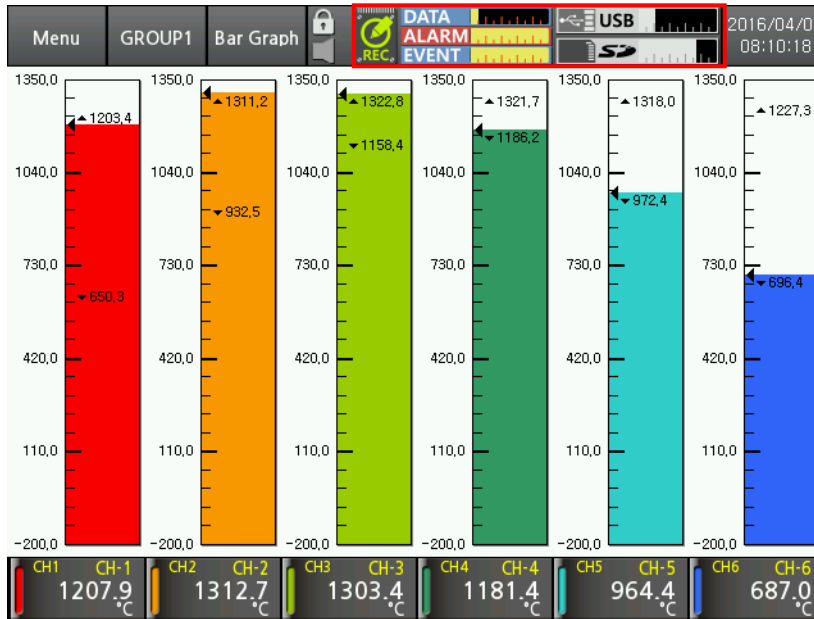 Menu GROUP1 Bar Graph REC. DATA USB 2016/04/0
ALARM SD 08:10:18
EVENT
1350,0 1350,0 1350,0 1350,0 1350,0 1350,0
▲1203,4 ▲1311,2 ▲1322,8 ▲1321,7 ▲1318,0 ▲1227,3
▼1158,4 ▼1186,2
1040,0 1040,0 1040,0 1040,0 1040,0 1040,0
▼932,5 ▼972,4
730,0 730,0 730,0 730,0 730,0 730,0
▼650,3 ▼696,4
420,0 420,0 420,0 420,0 420,0 420,0
110,0 110,0 110,0 110,0 110,0 110,0
-200,0 -200,0 -200,0 -200,0 -200,0 -200,0
CH1 CH-1 CH2 CH-2 CH3 CH-3 CH4 CH-4 CH5 CH-5 CH6 CH-6
1207.9 1312.7 1303.4 1181.4 964.4 687.0
°C °C °C °C °C °C